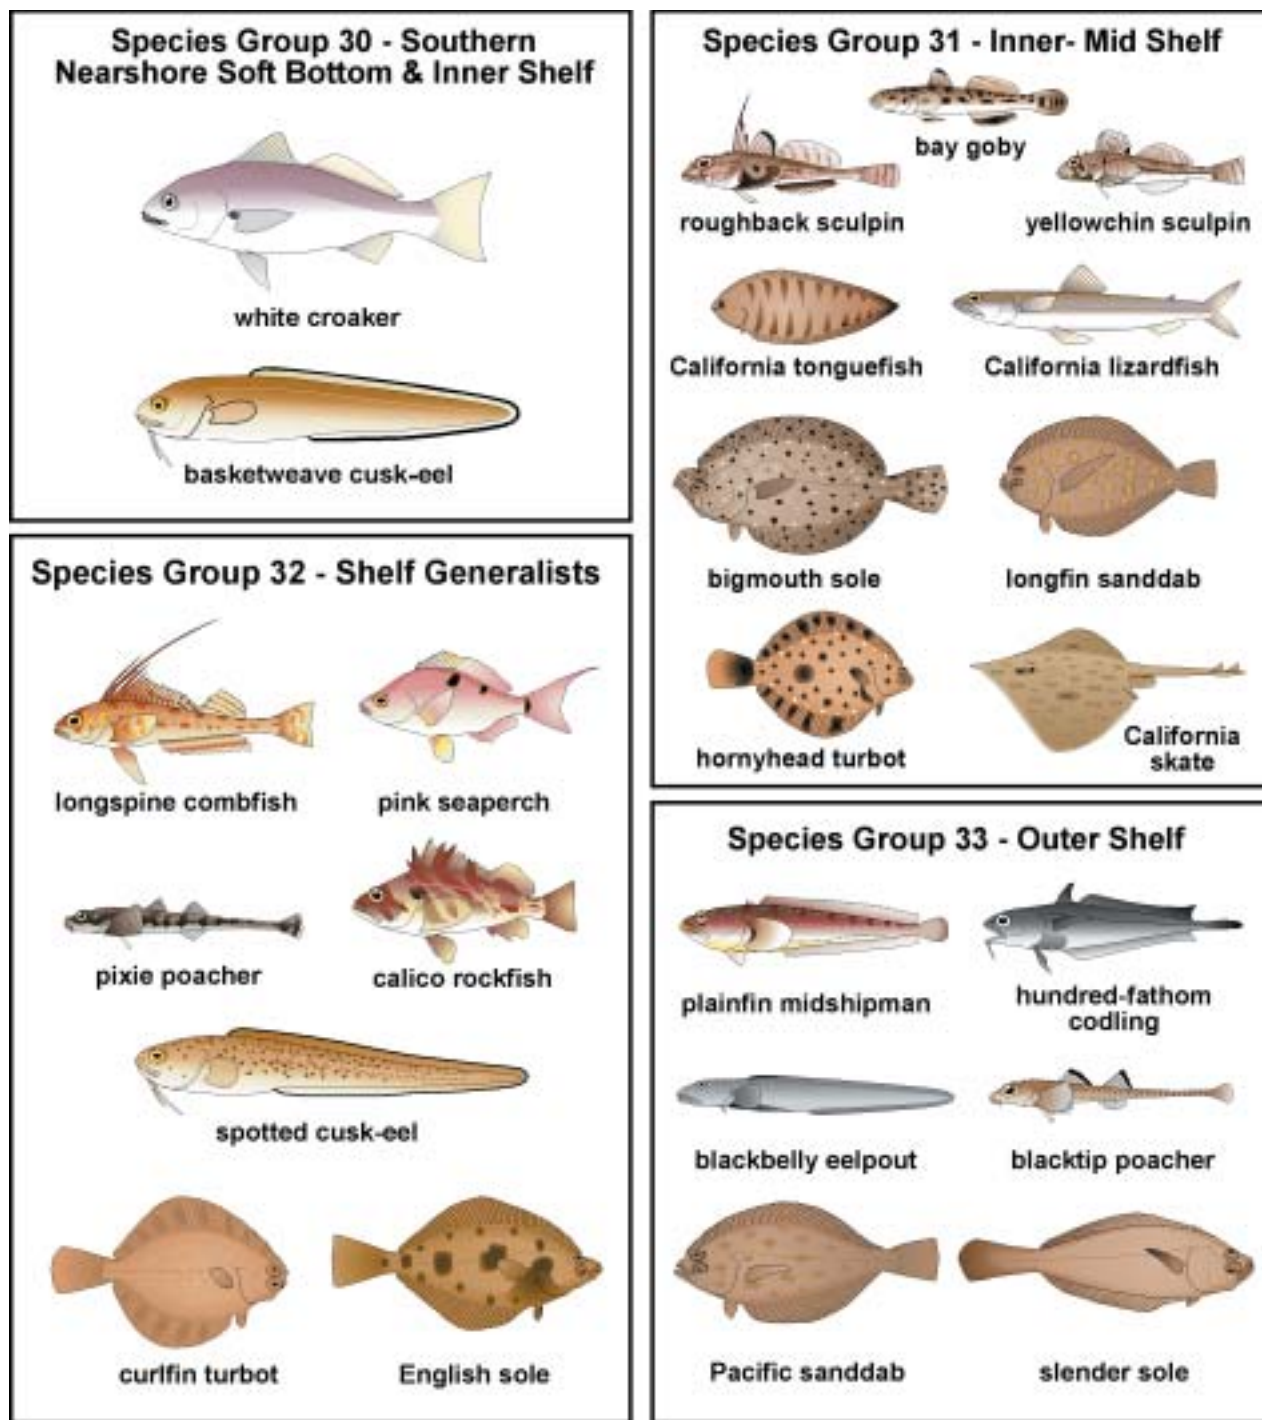 Species Group 30 - Southern
Nearshore Soft Bottom & Inner Shelf
white croaker
basketweave cusk-eel
Species Group 31 - Inner- Mid Shelf
bay goby
roughback sculpin
yellowchin sculpin
California tonguefish
California lizardfish
bigmouth sole
longfin sanddab
hornyhead turbot
California
skate
Species Group 32 - Shelf Generalists
longspine combfish
pink seaperch
pixie poacher
calico rockfish
spotted cusk-eel
curlfin turbot
English sole
Species Group 33 - Outer Shelf
plainfin midshipman
hundred-fathom
codling
blackbelly eelpout
blacktip poacher
Pacific sanddab
slender sole